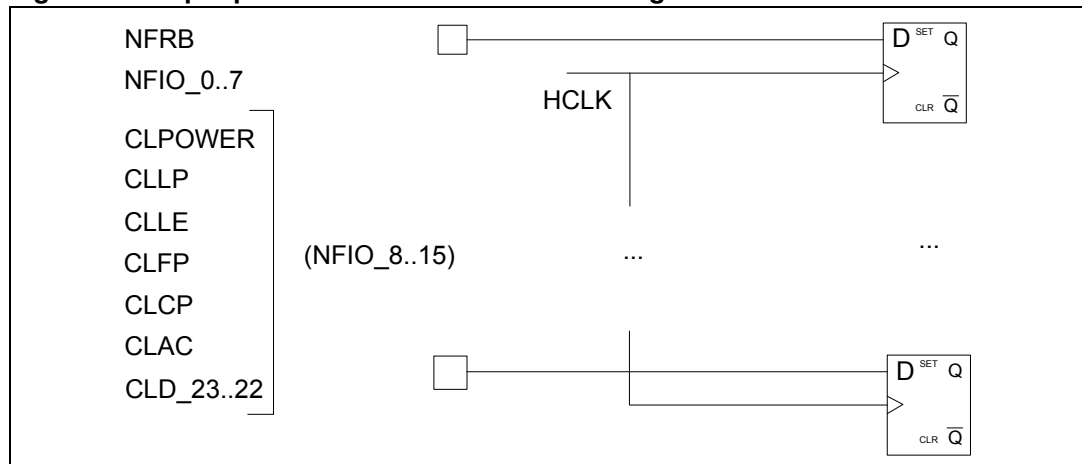 NFRB
NFIO_0..7
CLPOWER
CLLP
CLLE
CLFP
CLCP
CLAC
CLD_23..22
(NFIO_8..15)
HCLK
...
...
D SET Q
CLR Q
D SET Q
CLR Q